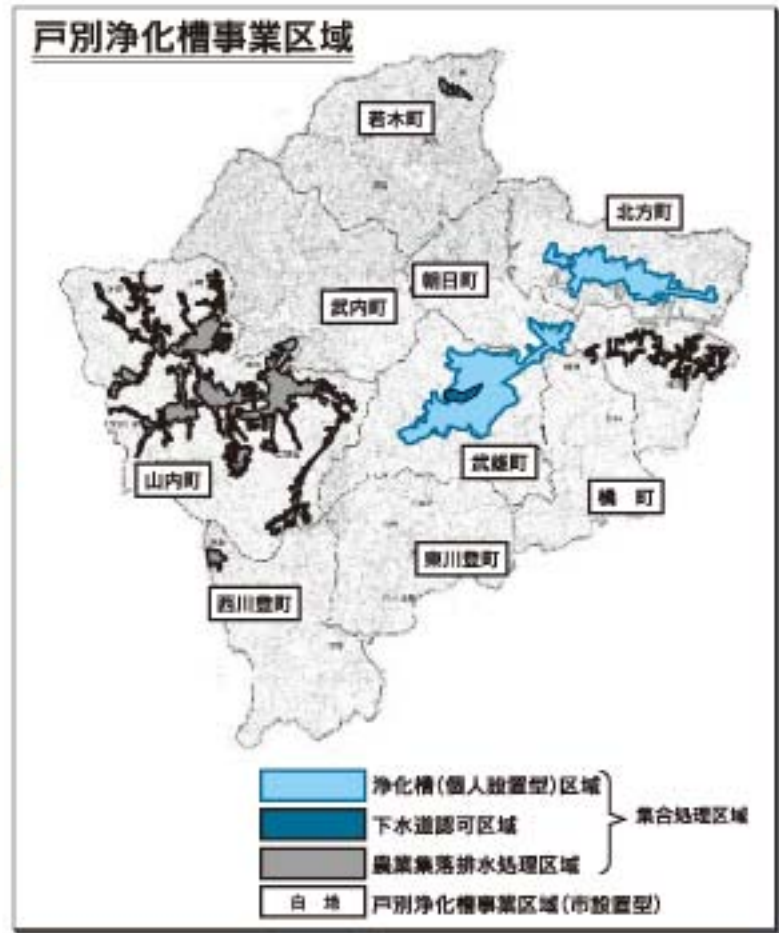 戸別浄化槽事業区域
若木町
北方町
朝日町
武内町
武雄町
山内町
橘 町
東川登町
西川登町
浄化槽(個人設置型)区域
下水道認可区域
集合処理区域
農業集落排水処理区域
白 地
戸別浄化槽事業区域(市設置型)